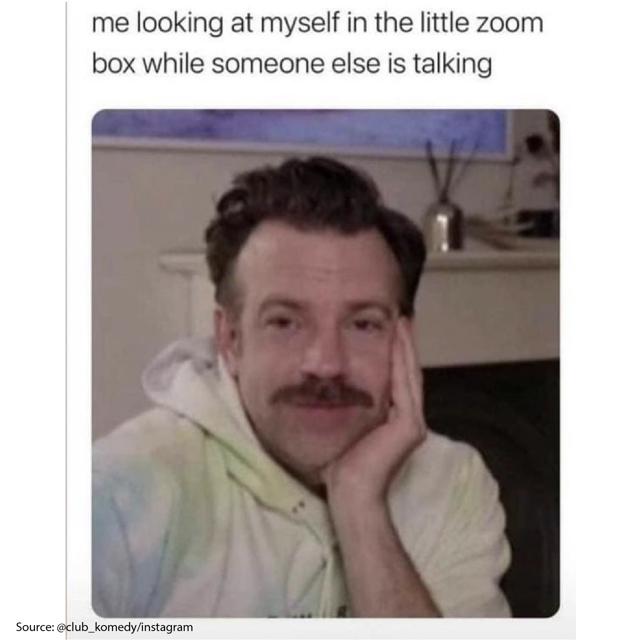 me looking at myself in the little zoom
box while someone else is talking
Source: @club_komedy/instagram